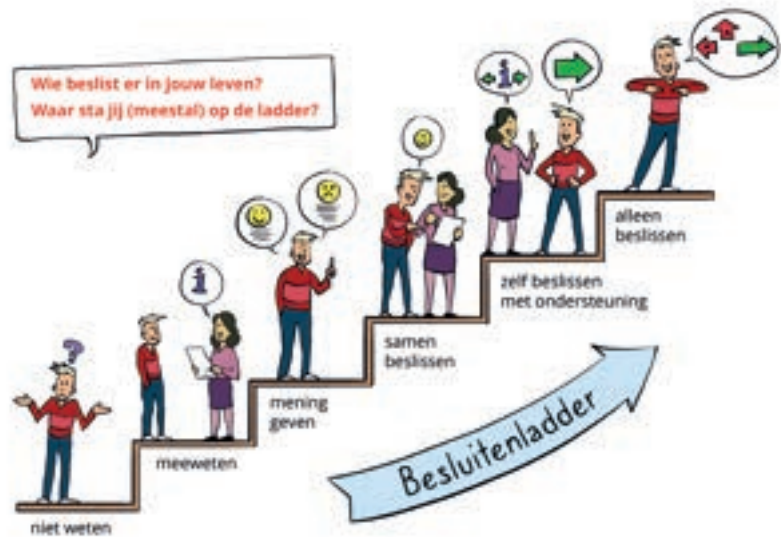 Wie beslist er in jouw leven?
Waar sta jij (meestal) op de ladder?
?
i
i
niet weten
meeweten
mening
geven
samen
beslissen
zelf beslissen
met ondersteuning
alleen
beslissen
Besluitenladder